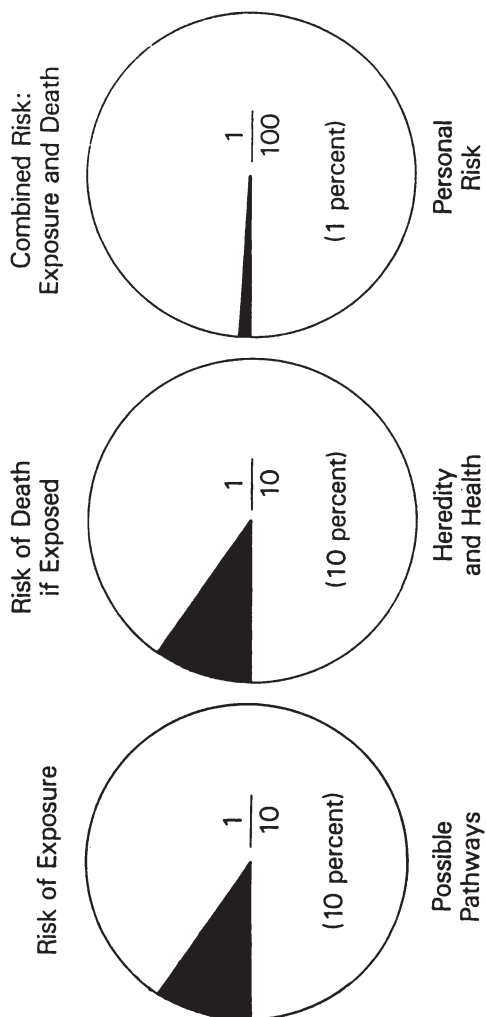 Risk of Exposure
1
10
(10 percent)
Possible
Pathways
Risk of Death
if Exposed
1
10
(10 percent)
Heredity
and Health
Combined Risk:
Exposure and Death
1
100
(1 percent)
Personal
Risk